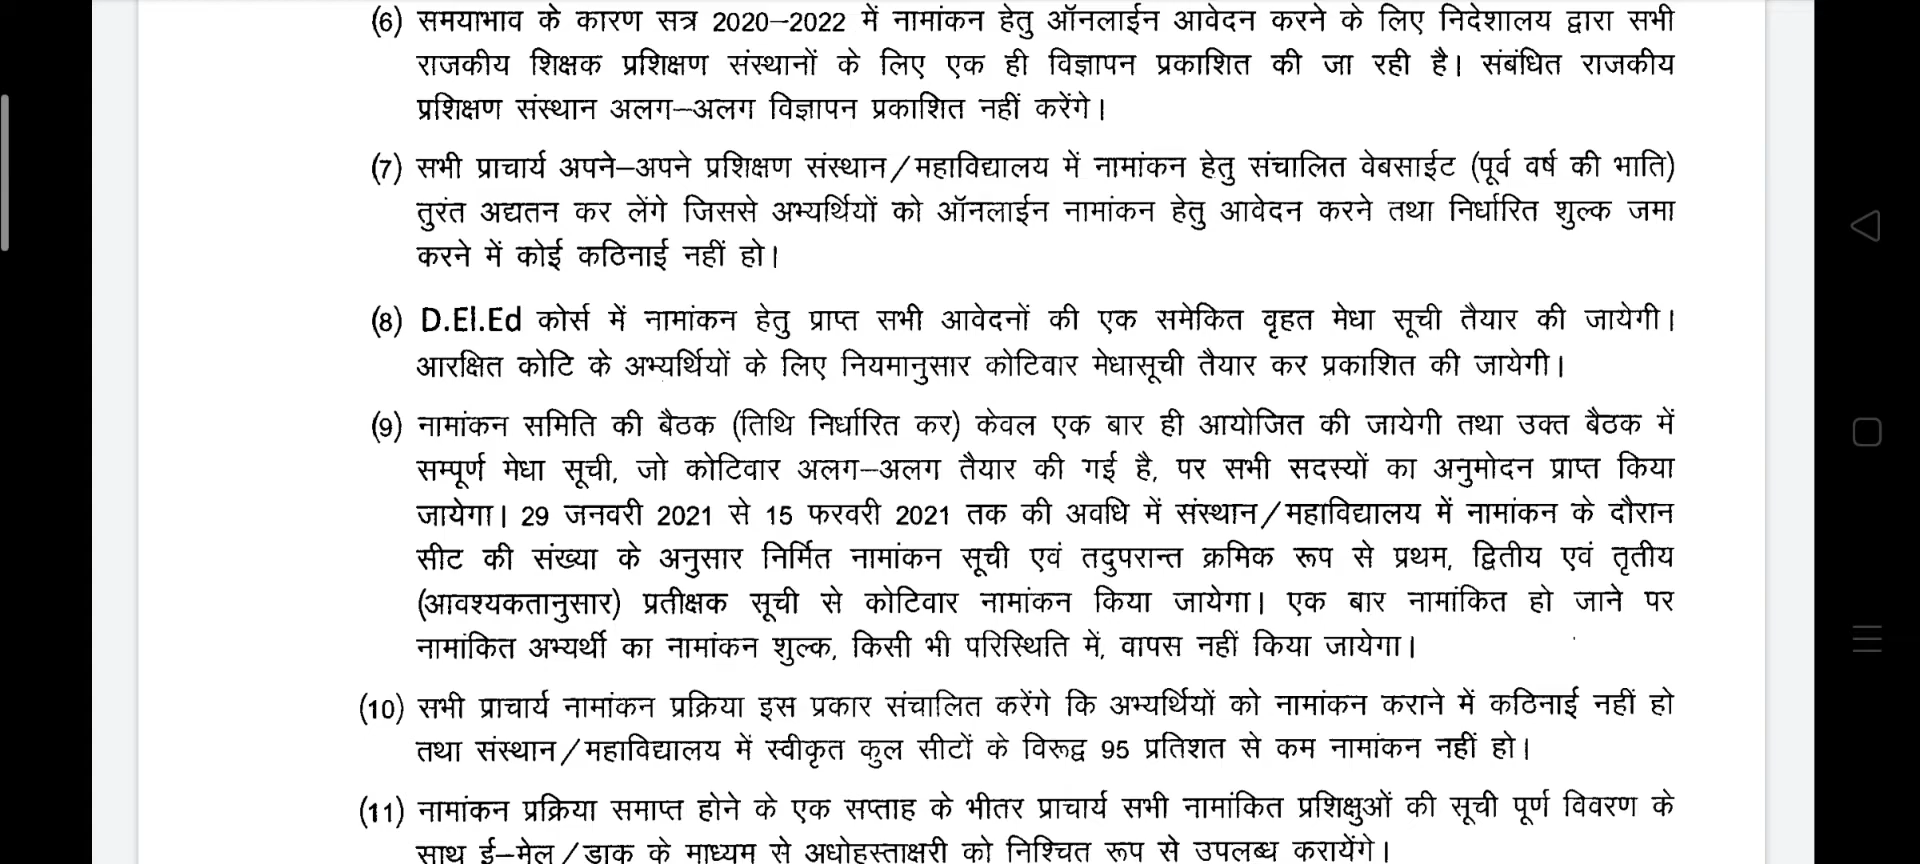 (6) समयाभाव के कारण सत्र 2020–2022 में नामांकन हेतु ऑनलाईन आवेदन करने के लिए निदेशालय द्वारा सभी
राजकीय शिक्षक प्रशिक्षण संस्थानों के लिए एक ही विज्ञापन प्रकाशित की जा रही है। संबंधित राजकीय
प्रशिक्षण संस्थान अलग–अलग विज्ञापन प्रकाशित नहीं करेंगे।
(7) सभी प्राचार्य अपने–अपने प्रशिक्षण संस्थान/महाविद्यालय में नामांकन हेतु संचालित वेबसाईट (पूर्व वर्ष की भाति)
तुरंत अद्यतन कर लेंगे जिससे अभ्यर्थियों को ऑनलाईन नामांकन हेतु आवेदन करने तथा निर्धारित शुल्क जमा
करने में कोई कठिनाई नहीं हो।
(8) D.El.Ed कोर्स में नामांकन हेतु प्राप्त सभी आवेदनों की एक समेकित वृहत मेधा सूची तैयार की जायेगी।
आरक्षित कोटि के अभ्यर्थियों के लिए नियमानुसार कोटिवार मेधासूची तैयार कर प्रकाशित की जायेगी।
(9) नामांकन समिति की बैठक (तिथि निर्धारित कर) केवल एक बार ही आयोजित की जायेगी तथा उक्त बैठक में
सम्पूर्ण मेधा सूची, जो कोटिवार अलग–अलग तैयार की गई है, पर सभी सदस्यों का अनुमोदन प्राप्त किया
जायेगा। 29 जनवरी 2021 से 15 फरवरी 2021 तक की अवधि में संस्थान/महाविद्यालय में नामांकन के दौरान
सीट की संख्या के अनुसार निर्मित नामांकन सूची एवं तदुपरान्त क्रमिक रूप से प्रथम, द्वितीय एवं तृतीय
(आवश्यकतानुसार) प्रतीक्षक सूची से कोटिवार नामांकन किया जायेगा। एक बार नामांकित हो जाने पर
नामांकित अभ्यर्थी का नामांकन शुल्क, किसी भी परिस्थिति में, वापस नहीं किया जायेगा।
(10) सभी प्राचार्य नामांकन प्रक्रिया इस प्रकार संचालित करेंगे कि अभ्यर्थियों को नामांकन कराने में कठिनाई नहीं हो
तथा संस्थान/महाविद्यालय में स्वीकृत कुल सीटों के विरूद्व 95 प्रतिशत से कम नामांकन नहीं हो।
(11) नामांकन प्रक्रिया समाप्त होने के एक सप्ताह के भीतर प्राचार्य सभी नामांकित प्रशिक्षुओं की सूची पूर्ण विवरण के
साथ ई–मेल/डाक के माध्यम से अधोहस्ताक्षरी को निश्चित रूप से उपलब्ध करायेंगे।